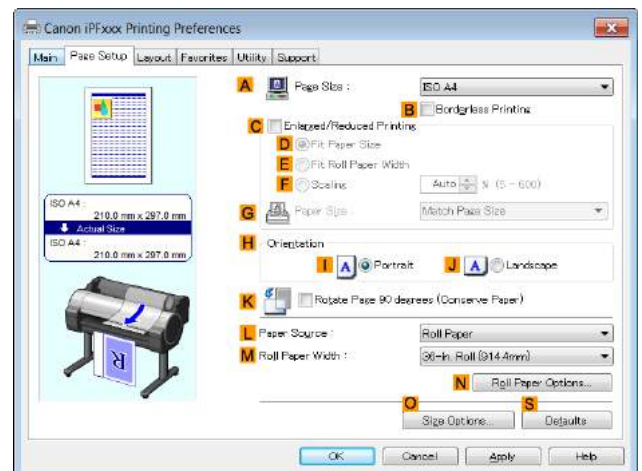 Canon iPFxxx Printing Preferences
Main Page Setup Layout Favorites Utility Support
A Page Size : ISO A4
B Borderless Printing
C Enlarged/Reduced Printing
D Fit Paper Size
E Fit Roll Paper Width
F Scaling Auto % (5 - 600)
G Paper Size : Match Page Size
ISO A4 :
210.0 mm x 297.0 mm
Actual Size
ISO A4 :
210.0 mm x 297.0 mm
H Orientation
I A Portrait J A Landscape
K Rotate Page 90 degrees (Conserve Paper)
L Paper Source : Roll Paper
M Roll Paper Width : 36-in. Roll (914.4mm)
R
N Roll Paper Options...
O S
Size Options... Defaults
OK Cancel Apply Help